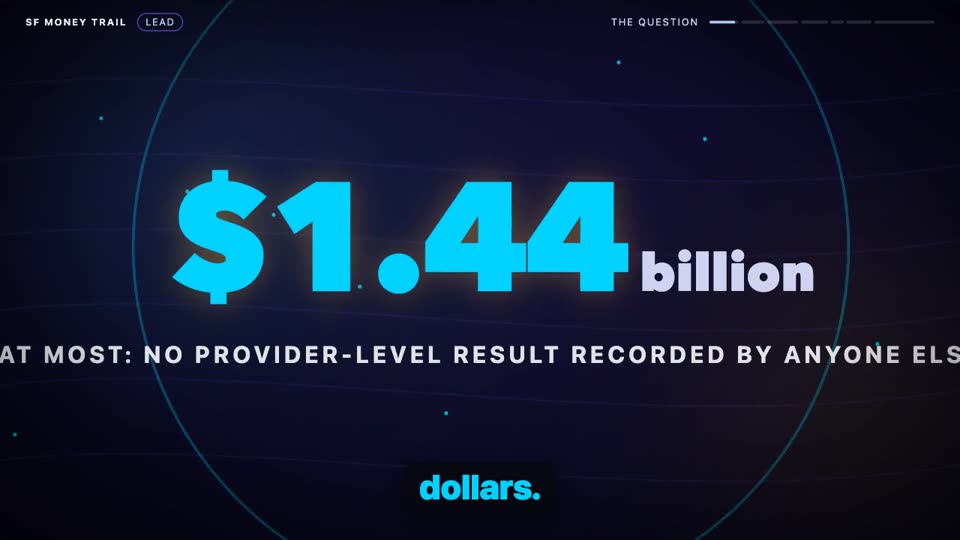 SF MONEY TRAIL LEAD THE QUESTION
$1.44 billion
AT MOST: NO PROVIDER-LEVEL RESULT RECORDED BY ANYONE ELS
dollars.